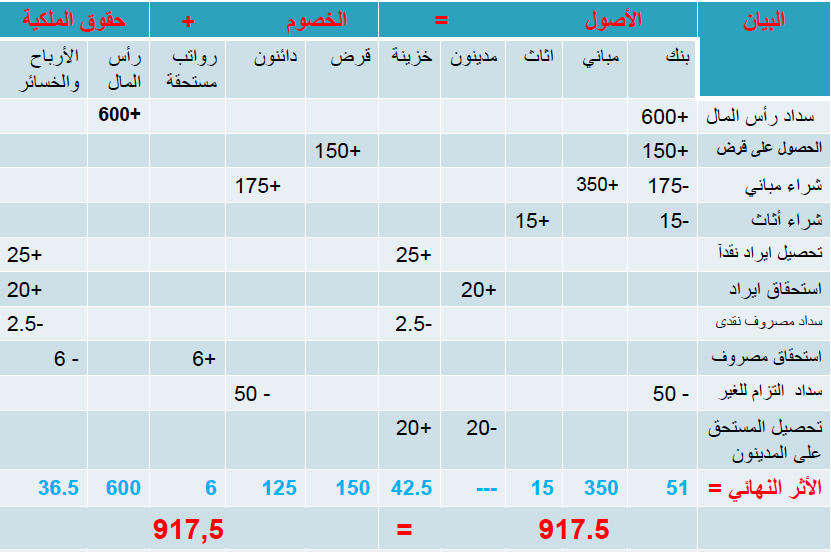 البيان الأصول = الخصوم + حقوق الملكية
بنك مباني اثاث مدينون خزينة قرض دائنون رواتب مستحقة رأس المال الأرباح والخسائر
سداد رأس المال 600+ 600+
الحصول على قرض 150+ 150+
شراء مباني 175- 350+ 175+
شراء أثاث 15- 15+
تحصيل ايراد نقدآ 25+ 25+
استحقاق ايراد 20+ 20+
سداد مصروف نقدى 2.5- 2.5-
استحقاق مصروف 6+ 6 -
سداد التزام للغير 50 - 50 -
تحصيل المستحق على المدينون 20- 20+
الأثر النهائي = 51 350 15 --- 42.5 150 125 6 600 36.5
917.5 = 917,5